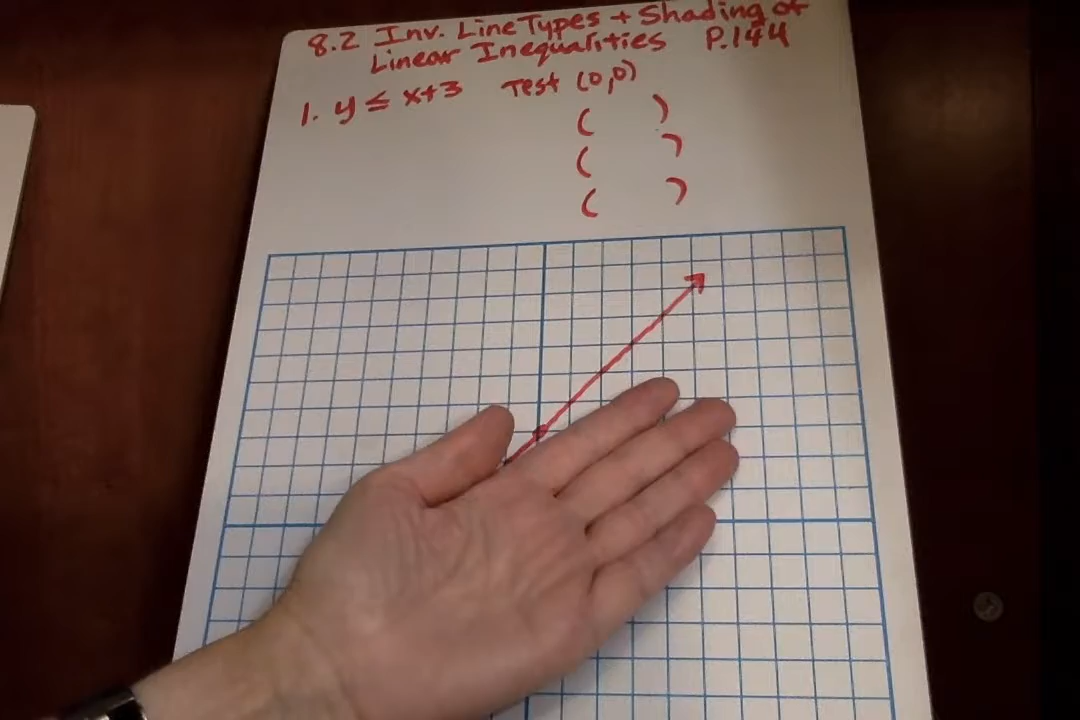 8.2 Inv. Line Types + Shading of
Linear Inequalities P.144
1. y ≤ x+3 Test (0,0)
( )
( )
( )